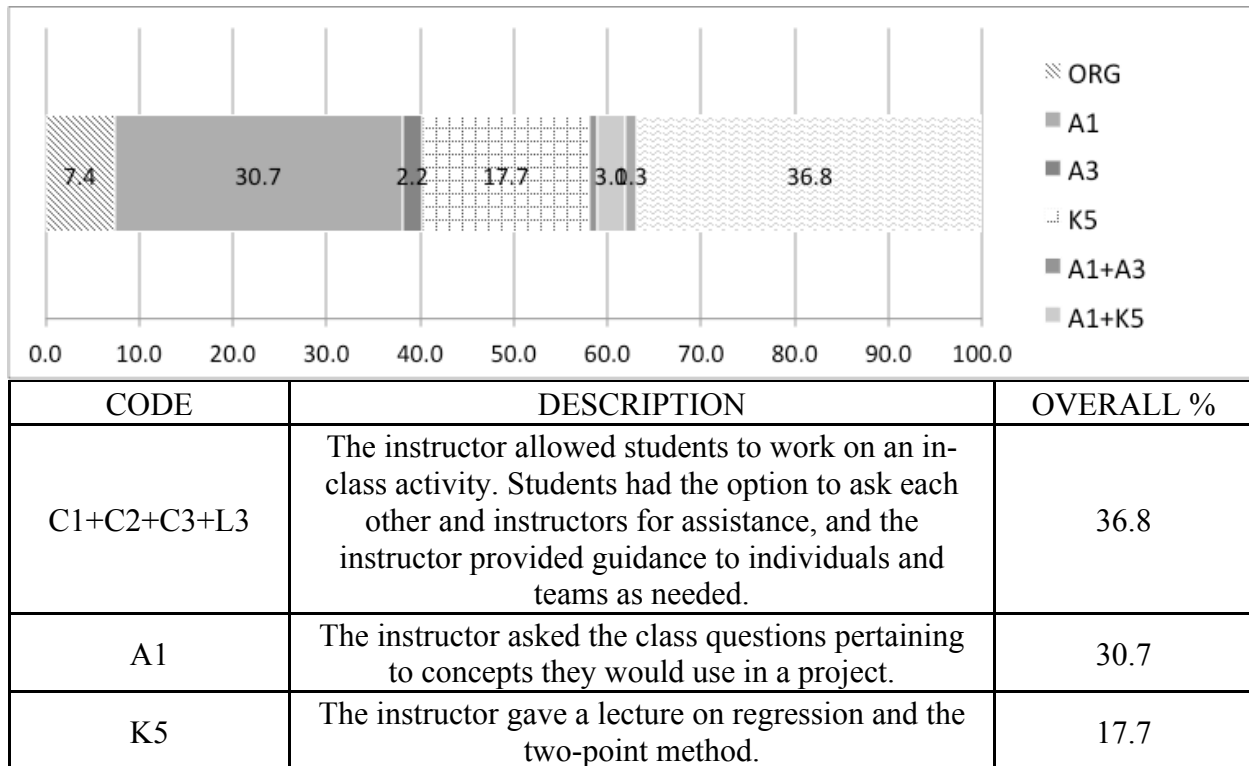 ORG
A1
A3
K5
A1+A3
A1+K5
7.4
30.7
2.2
17.7
36.8
0.0 10.0 20.0 30.0 40.0 50.0 60.0 70.0 80.0 90.0 100.0
CODE DESCRIPTION OVERALL %
C1+C2+C3+L3
The instructor allowed students to work on an in-
class activity. Students had the option to ask each
other and instructors for assistance, and the
instructor provided guidance to individuals and
teams as needed.
36.8
A1
The instructor asked the class questions pertaining
to concepts they would use in a project.
30.7
K5
The instructor gave a lecture on regression and the
two-point method.
17.7